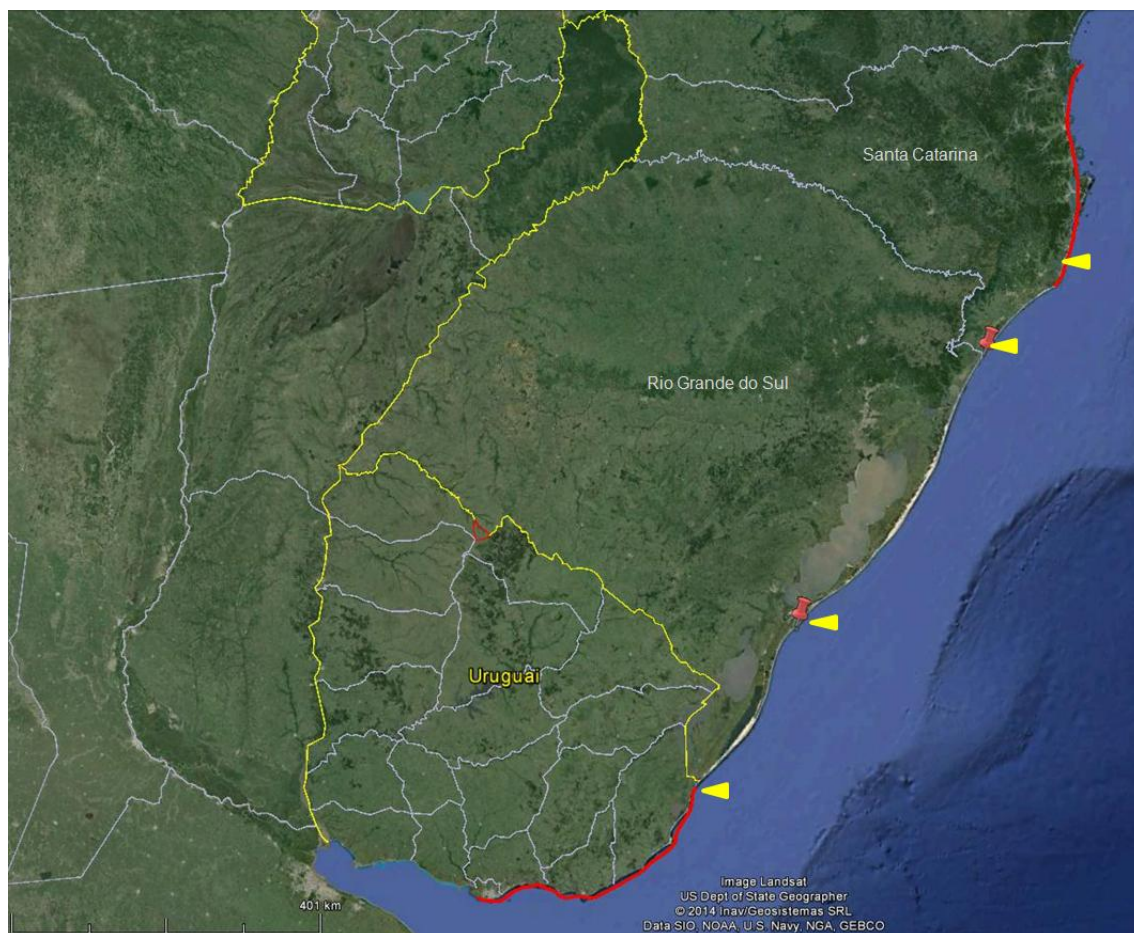 Santa Catarina
Rio Grande do Sul
Uruguai
401 km
Image Landsat
US Dept of State Geographer
© 2014 Inav/Geosistemas SRL
Data SIO, NOAA, U.S. Navy, NGA, GEBCO